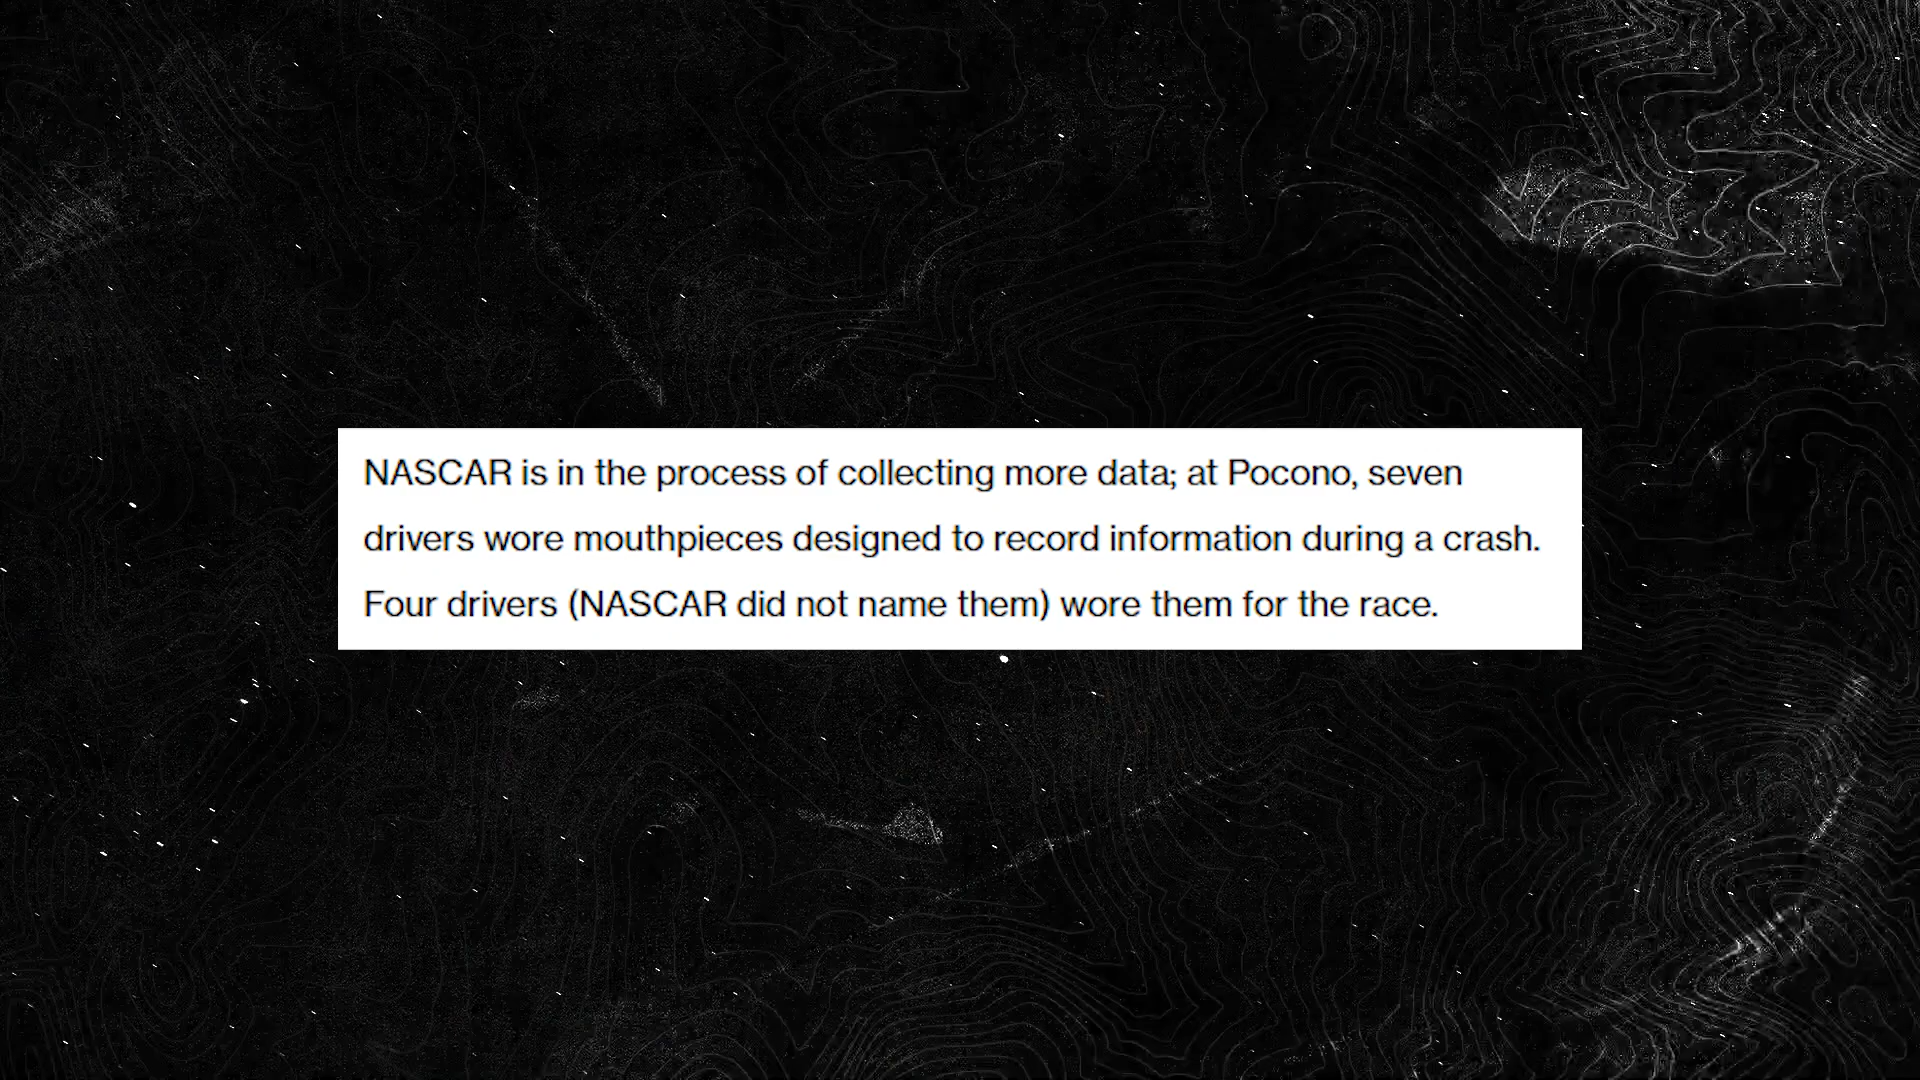 NASCAR is in the process of collecting more data; at Pocono, seven
drivers wore mouthpieces designed to record information during a crash.
Four drivers (NASCAR did not name them) wore them for the race.